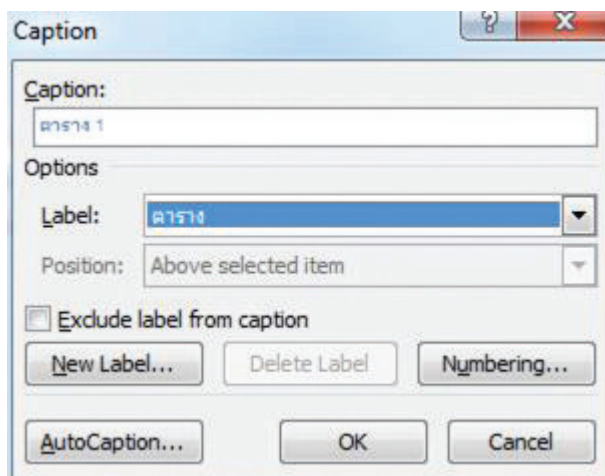 Caption
Caption:
ตาราง 1
Options
Label: ตาราง
Position: Above selected item
Exclude label from caption
New Label... Delete Label Numbering...
AutoCaption... OK Cancel